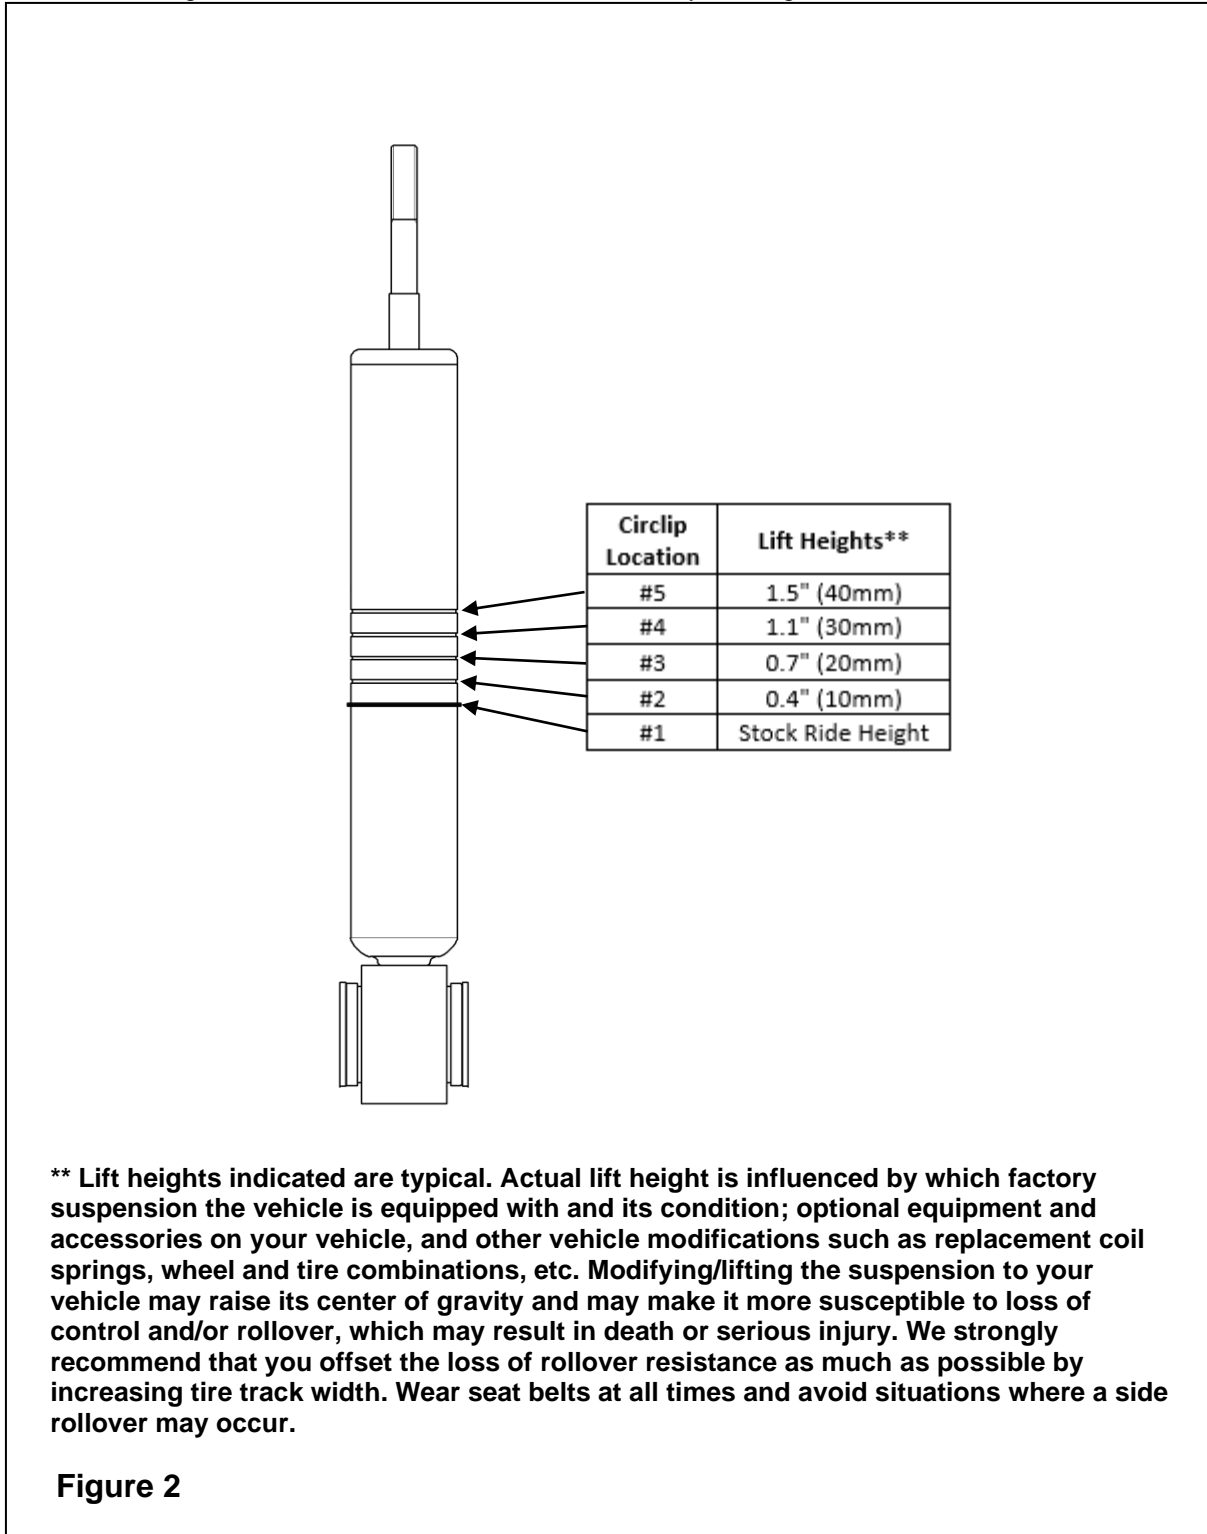 Circlip Location | Lift Heights**
#5 | 1.5" (40mm)
#4 | 1.1" (30mm)
#3 | 0.7" (20mm)
#2 | 0.4" (10mm)
#1 | Stock Ride Height
** Lift heights indicated are typical. Actual lift height is influenced by which factory
suspension the vehicle is equipped with and its condition; optional equipment and
accessories on your vehicle, and other vehicle modifications such as replacement coil
springs, wheel and tire combinations, etc. Modifying/lifting the suspension to your
vehicle may raise its center of gravity and may make it more susceptible to loss of
control and/or rollover, which may result in death or serious injury. We strongly
recommend that you offset the loss of rollover resistance as much as possible by
increasing tire track width. Wear seat belts at all times and avoid situations where a side
rollover may occur.
Figure 2